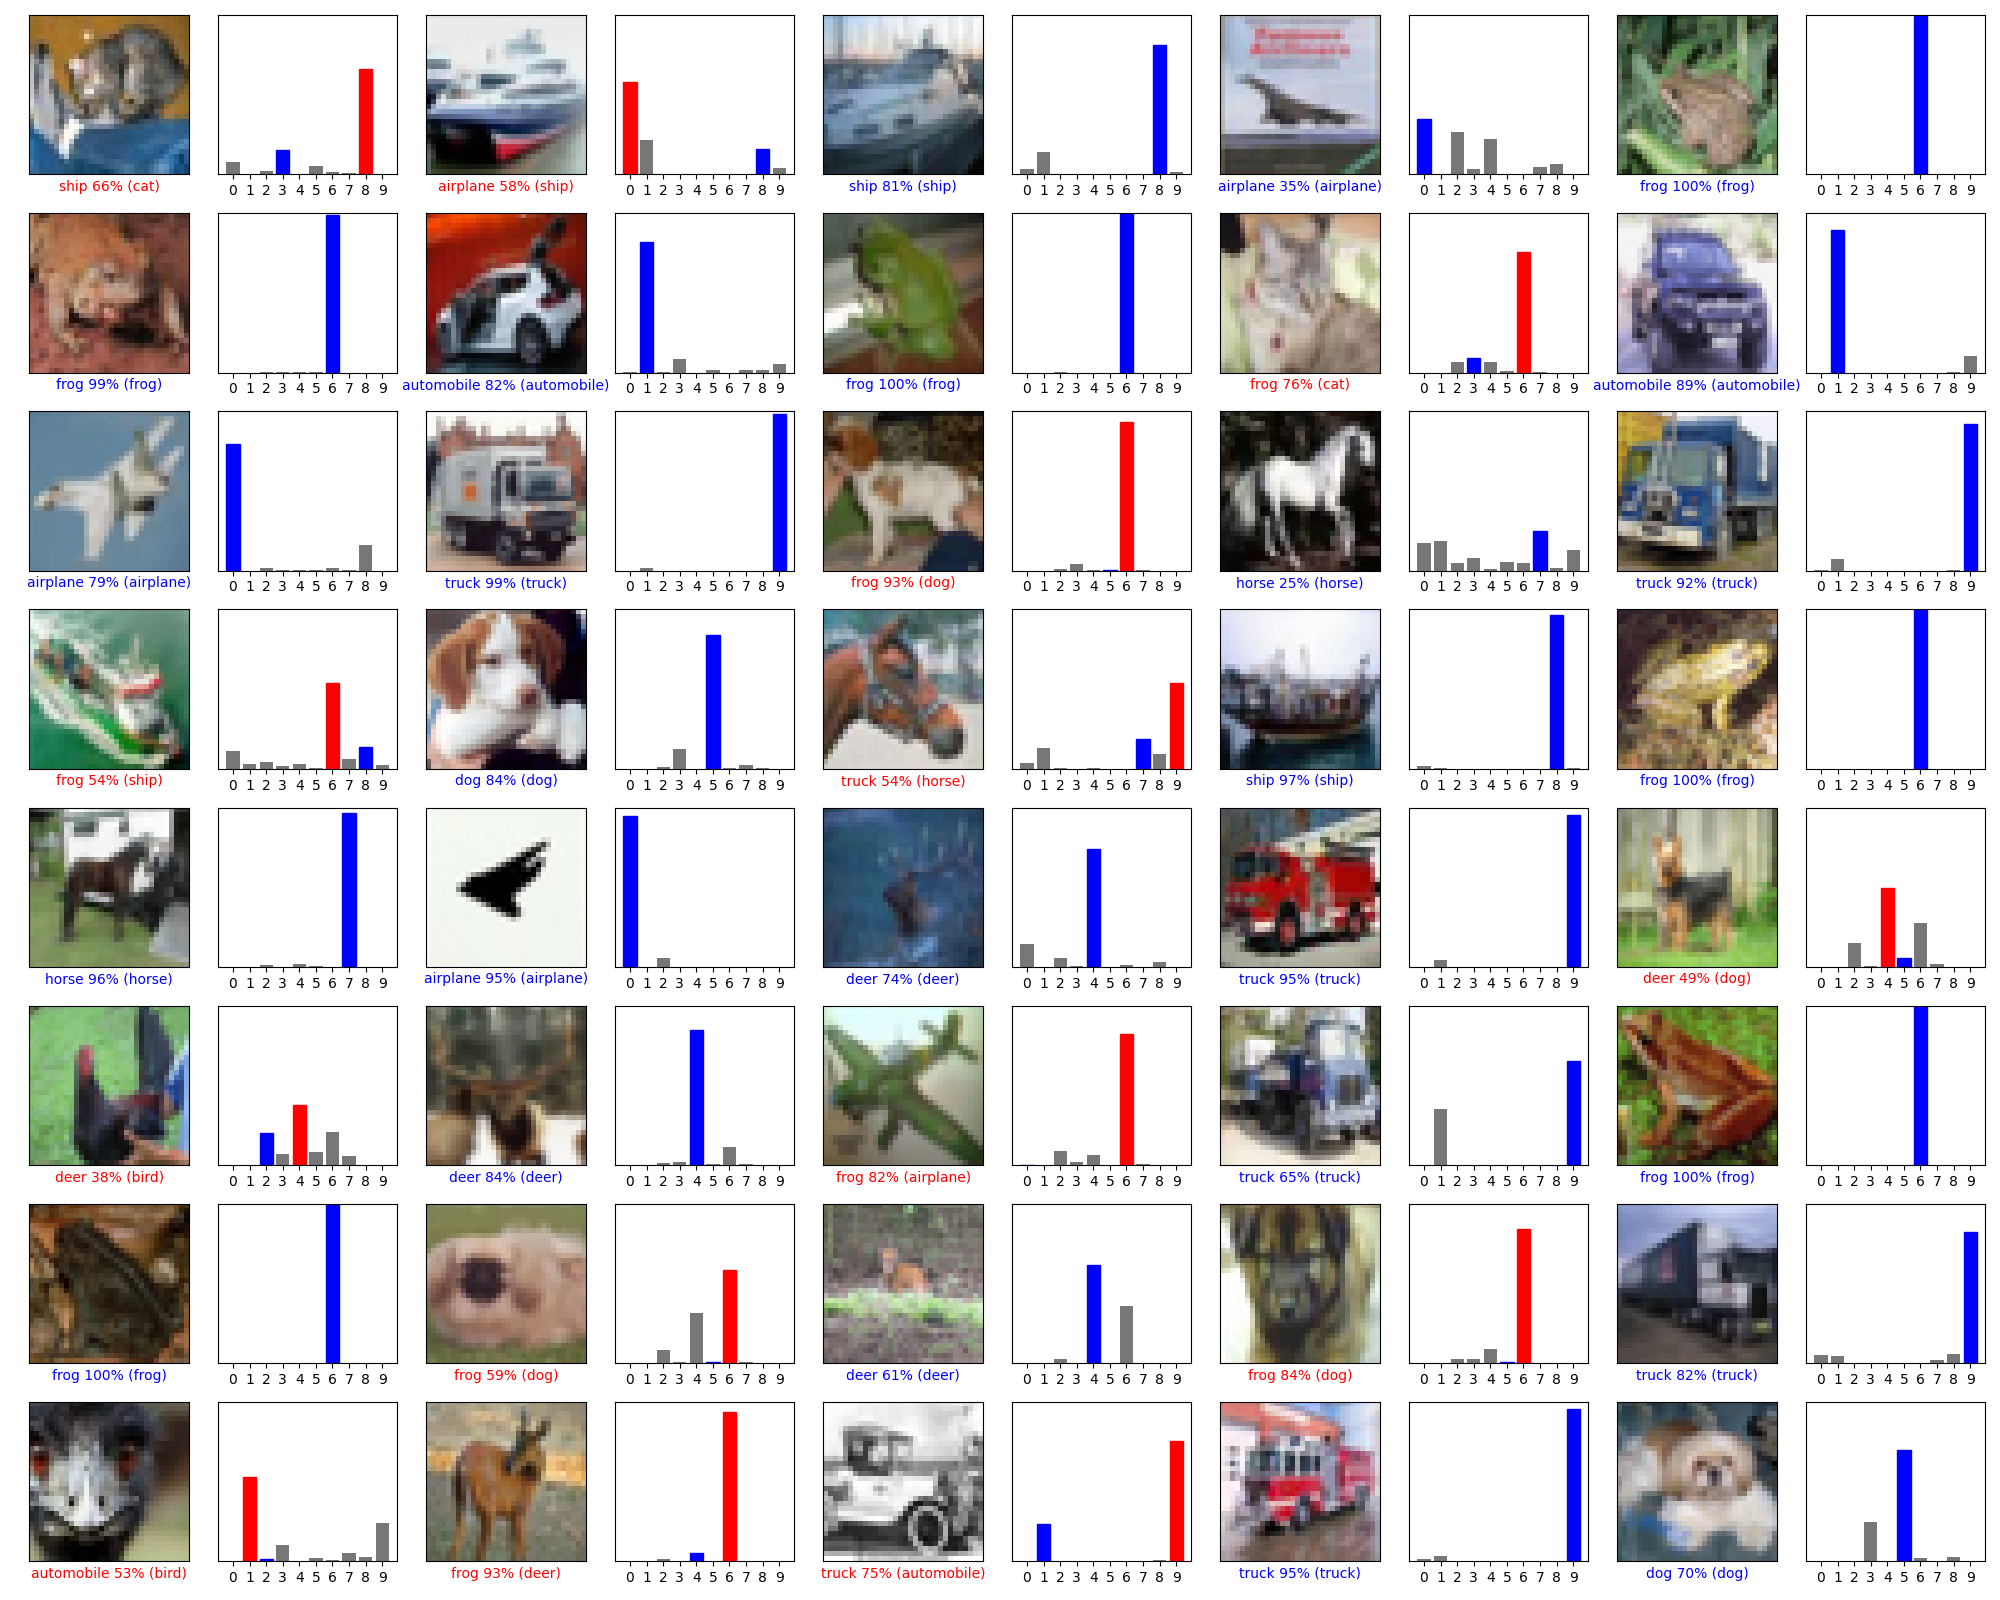 0 1 2 3 4 5 6 7 8 9 0 1 2 3 4 5 6 7 8 9 0 1 2 3 4 5 6 7 8 9 0 1 2 3 4 5 6 7 8 9 0 1 2 3 4 5 6 7 8 9
ship 66% (cat) airplane 58% (ship) ship 81% (ship) airplane 35% (airplane) frog 100% (frog)
0 1 2 3 4 5 6 7 8 9 0 1 2 3 4 5 6 7 8 9 0 1 2 3 4 5 6 7 8 9 0 1 2 3 4 5 6 7 8 9 0 1 2 3 4 5 6 7 8 9
frog 99% (frog) automobile 82% (automobile) frog 100% (frog) frog 76% (cat) automobile 89% (automobile)
0 1 2 3 4 5 6 7 8 9 0 1 2 3 4 5 6 7 8 9 0 1 2 3 4 5 6 7 8 9 0 1 2 3 4 5 6 7 8 9 0 1 2 3 4 5 6 7 8 9
airplane 79% (airplane) truck 99% (truck) frog 93% (dog) horse 25% (horse) truck 92% (truck)
0 1 2 3 4 5 6 7 8 9 0 1 2 3 4 5 6 7 8 9 0 1 2 3 4 5 6 7 8 9 0 1 2 3 4 5 6 7 8 9 0 1 2 3 4 5 6 7 8 9
frog 54% (ship) dog 84% (dog) truck 54% (horse) ship 97% (ship) frog 100% (frog)
0 1 2 3 4 5 6 7 8 9 0 1 2 3 4 5 6 7 8 9 0 1 2 3 4 5 6 7 8 9 0 1 2 3 4 5 6 7 8 9 0 1 2 3 4 5 6 7 8 9
horse 96% (horse) airplane 95% (airplane) deer 74% (deer) truck 95% (truck) deer 49% (dog)
0 1 2 3 4 5 6 7 8 9 0 1 2 3 4 5 6 7 8 9 0 1 2 3 4 5 6 7 8 9 0 1 2 3 4 5 6 7 8 9 0 1 2 3 4 5 6 7 8 9
deer 38% (bird) deer 84% (deer) frog 82% (airplane) truck 65% (truck) frog 100% (frog)
0 1 2 3 4 5 6 7 8 9 0 1 2 3 4 5 6 7 8 9 0 1 2 3 4 5 6 7 8 9 0 1 2 3 4 5 6 7 8 9 0 1 2 3 4 5 6 7 8 9
frog 100% (frog) frog 59% (dog) deer 61% (deer) frog 84% (dog) truck 82% (truck)
0 1 2 3 4 5 6 7 8 9 0 1 2 3 4 5 6 7 8 9 0 1 2 3 4 5 6 7 8 9 0 1 2 3 4 5 6 7 8 9 0 1 2 3 4 5 6 7 8 9
automobile 53% (bird) frog 93% (deer) truck 75% (automobile) truck 95% (truck) dog 70% (dog)